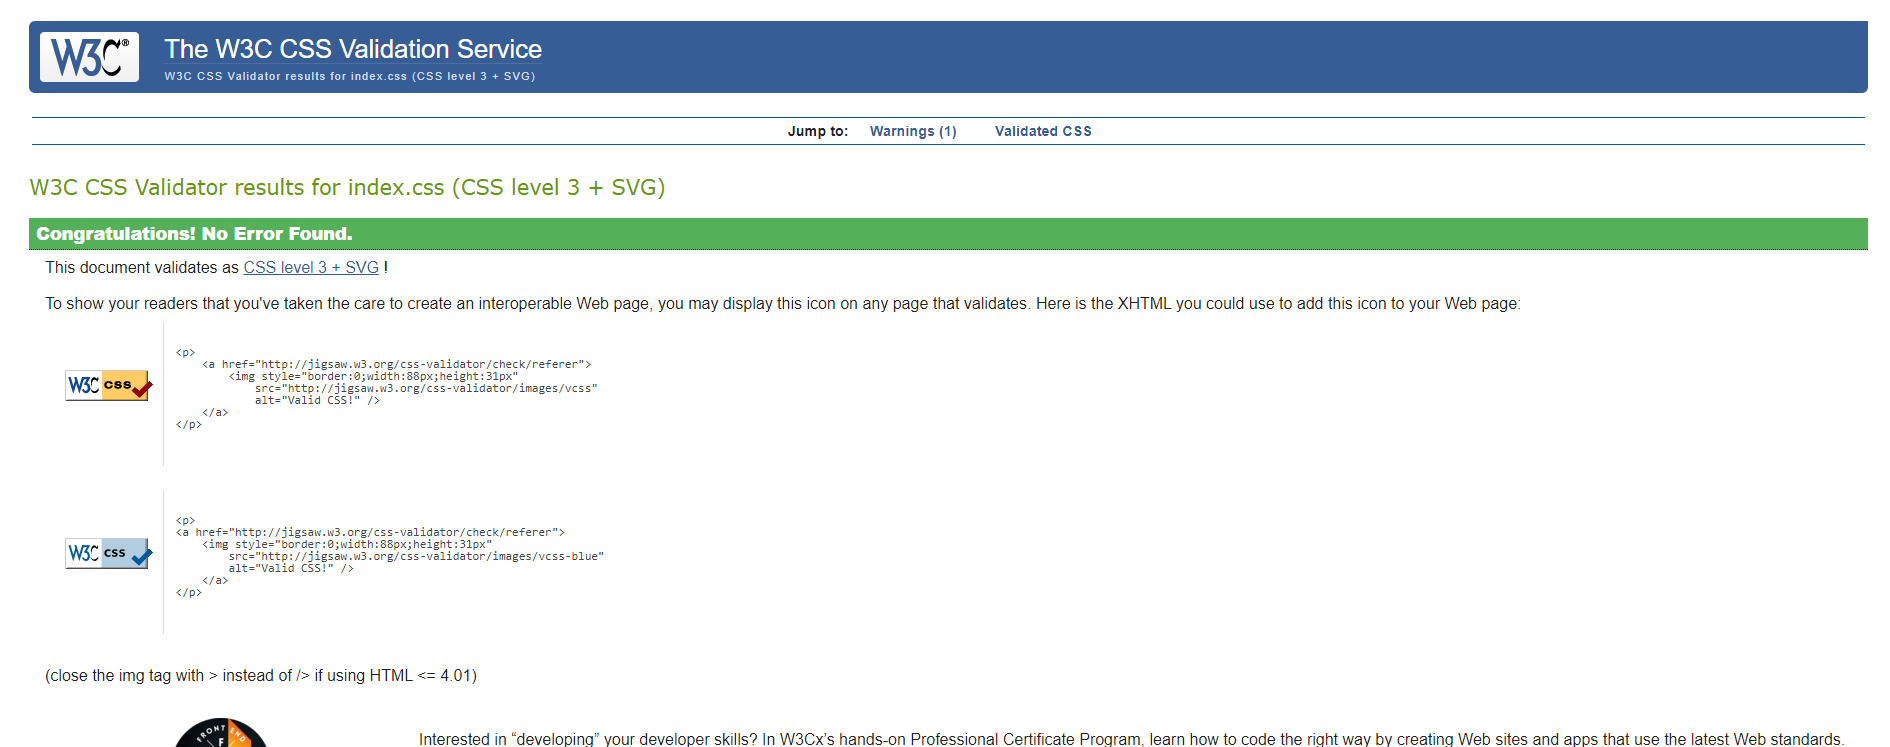 W3C®
The W3C CSS Validation Service
W3C CSS Validator results for index.css (CSS level 3 + SVG)
Jump to: Warnings (1) Validated CSS
W3C CSS Validator results for index.css (CSS level 3 + SVG)
Congratulations! No Error Found.
This document validates as CSS level 3 + SVG !
To show your readers that you've taken the care to create an interoperable Web page, you may display this icon on any page that validates. Here is the XHTML you could use to add this icon to your Web page:
W3C css
<p>
    <a href="http://jigsaw.w3.org/css-validator/check/referer">
        <img style="border:0;width:88px;height:31px"
            src="http://jigsaw.w3.org/css-validator/images/vcss"
            alt="Valid CSS!" />
    </a>
</p>
W3C css
<p>
<a href="http://jigsaw.w3.org/css-validator/check/referer">
    <img style="border:0;width:88px;height:31px"
        src="http://jigsaw.w3.org/css-validator/images/vcss-blue"
        alt="Valid CSS!" />
    </a>
</p>
(close the img tag with > instead of /> if using HTML <= 4.01)
FRONT END
F
Interested in “developing” your developer skills? In W3Cx’s hands-on Professional Certificate Program, learn how to code the right way by creating Web sites and apps that use the latest Web standards.